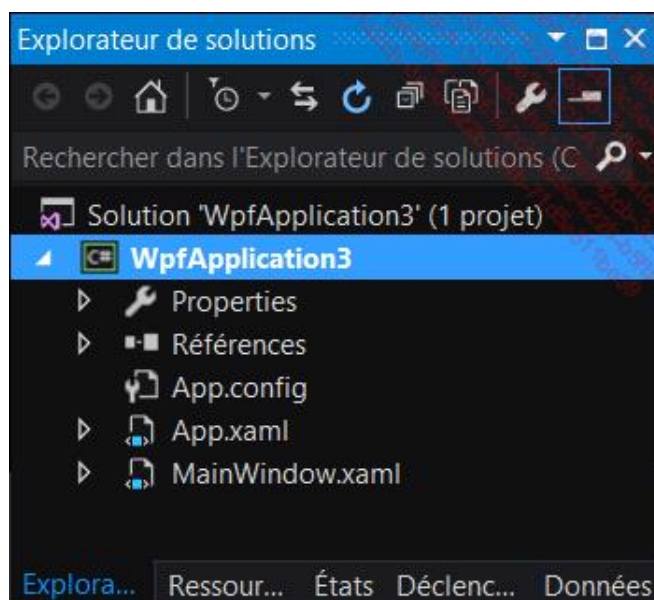 Explorateur de solutions
Rechercher dans l'Explorateur de solutions (C
Solution 'WpfApplication3' (1 projet)
C# WpfApplication3
Properties
Références
App.config
App.xaml
MainWindow.xaml
Explora... Ressour... États Déclenc... Données